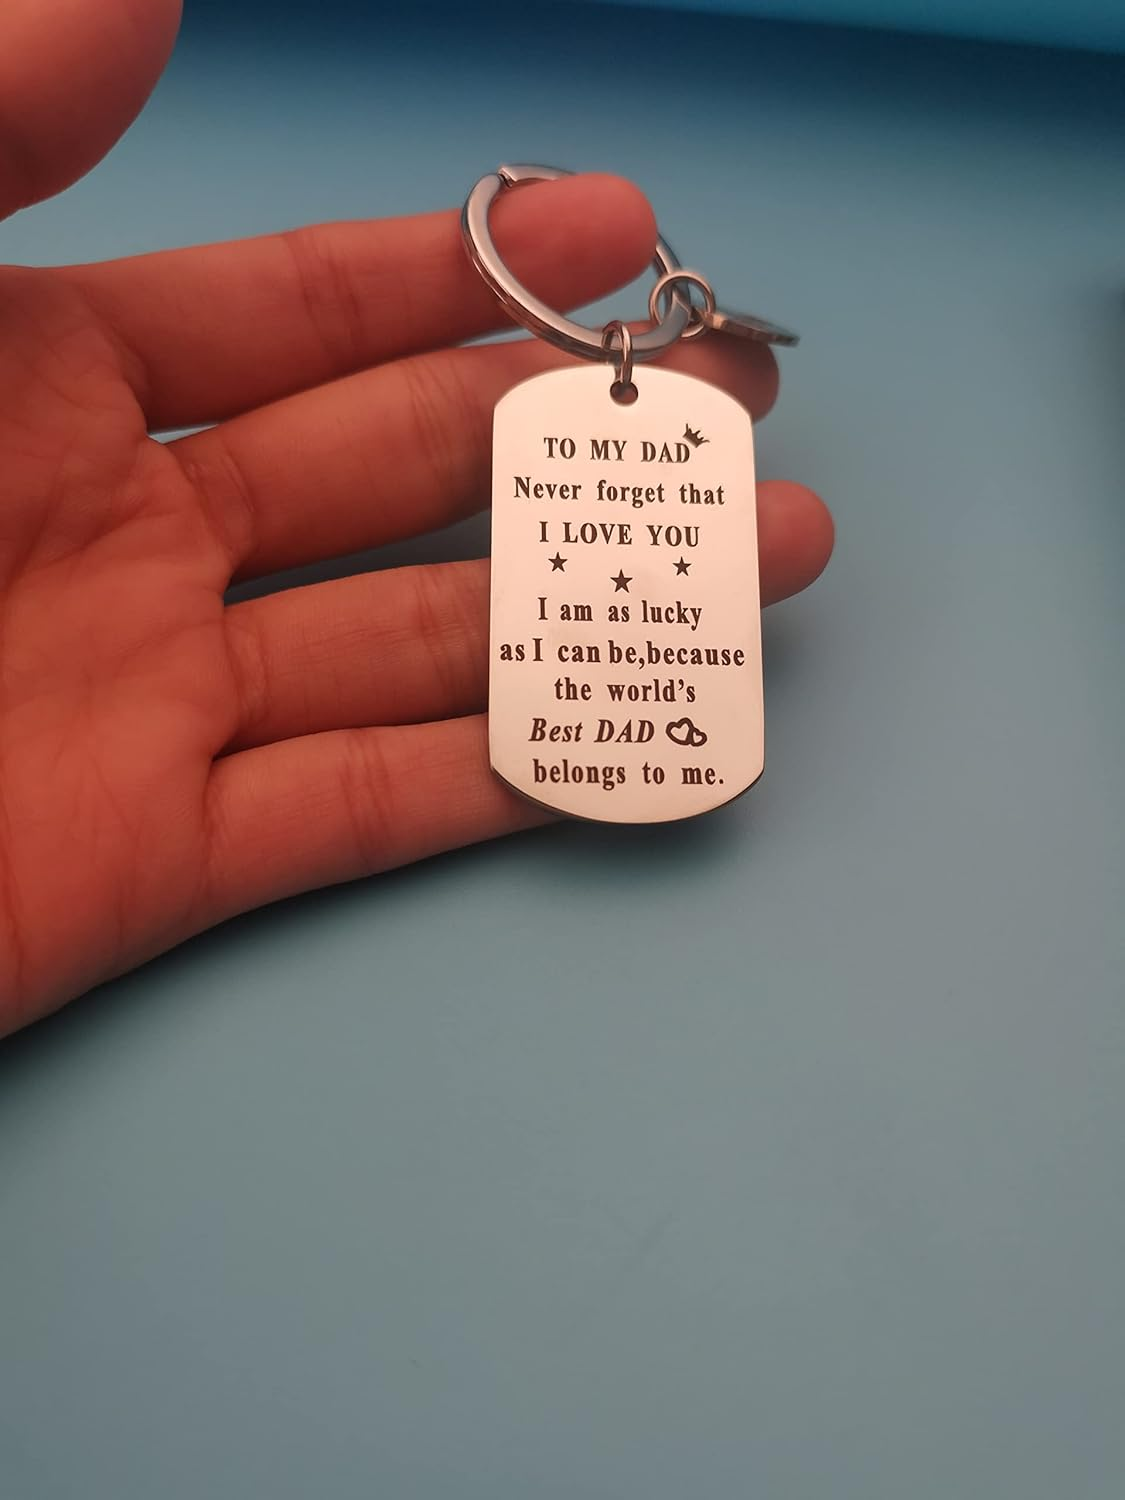 TO MY DAD
Never forget that
I LOVE YOU
I am as lucky
as I can be,because
the world's
Best DAD
belongs to me.